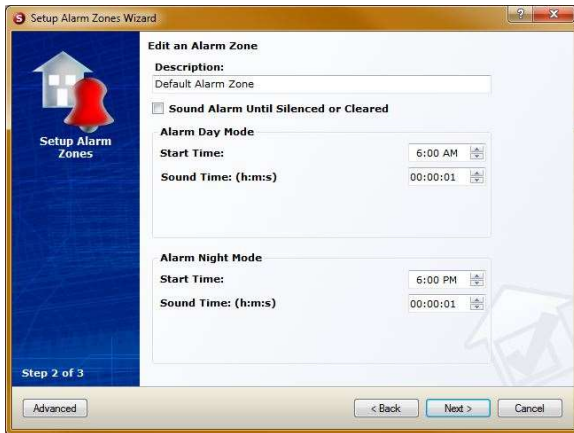 Setup Alarm Zones Wizard
Edit an Alarm Zone
Description:
Default Alarm Zone
Sound Alarm Until Silenced or Cleared
Setup Alarm
Zones
Alarm Day Mode
Start Time: 6:00 AM
Sound Time: (h:m:s) 00:00:01
Alarm Night Mode
Start Time: 6:00 PM
Sound Time: (h:m:s) 00:00:01
Step 2 of 3
Advanced < Back Next > Cancel